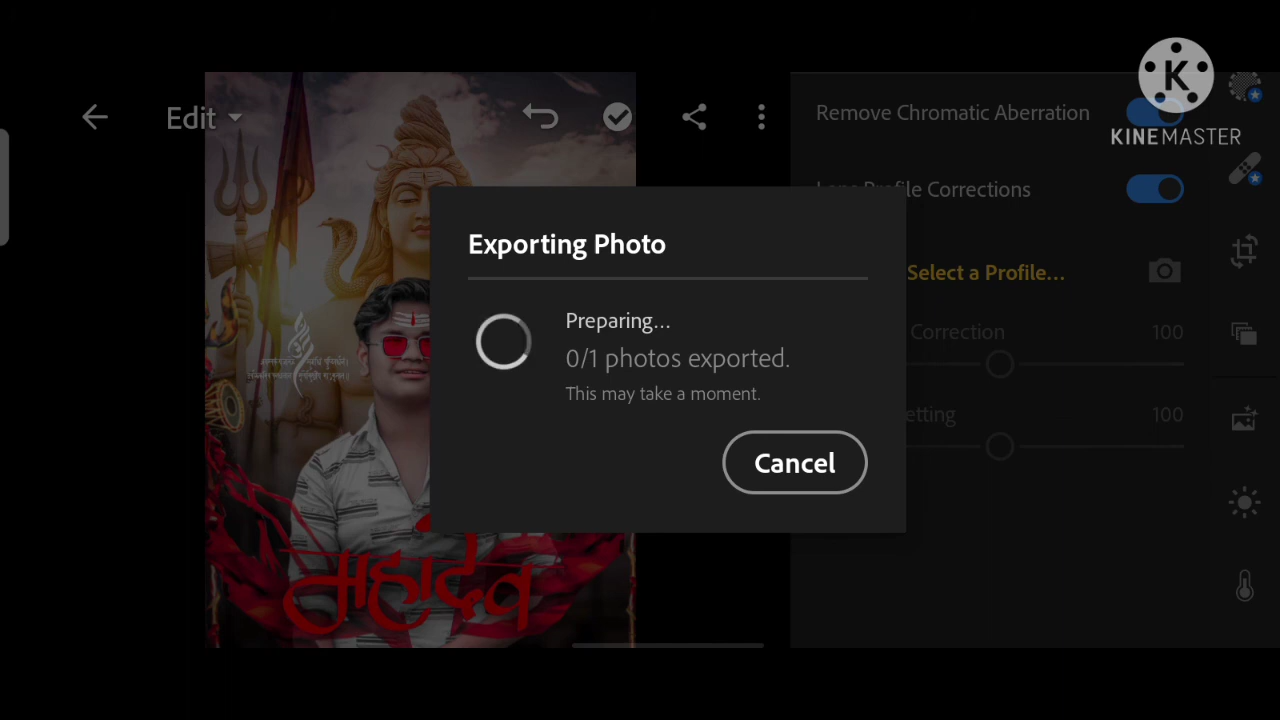 Edit
Remove Chromatic Aberration
KINEMASTER
Lens Profile Corrections
Exporting Photo
Select a Profile...
Preparing...
Correction 100
0/1 photos exported.
This may take a moment.
100
Cancel
महादेव